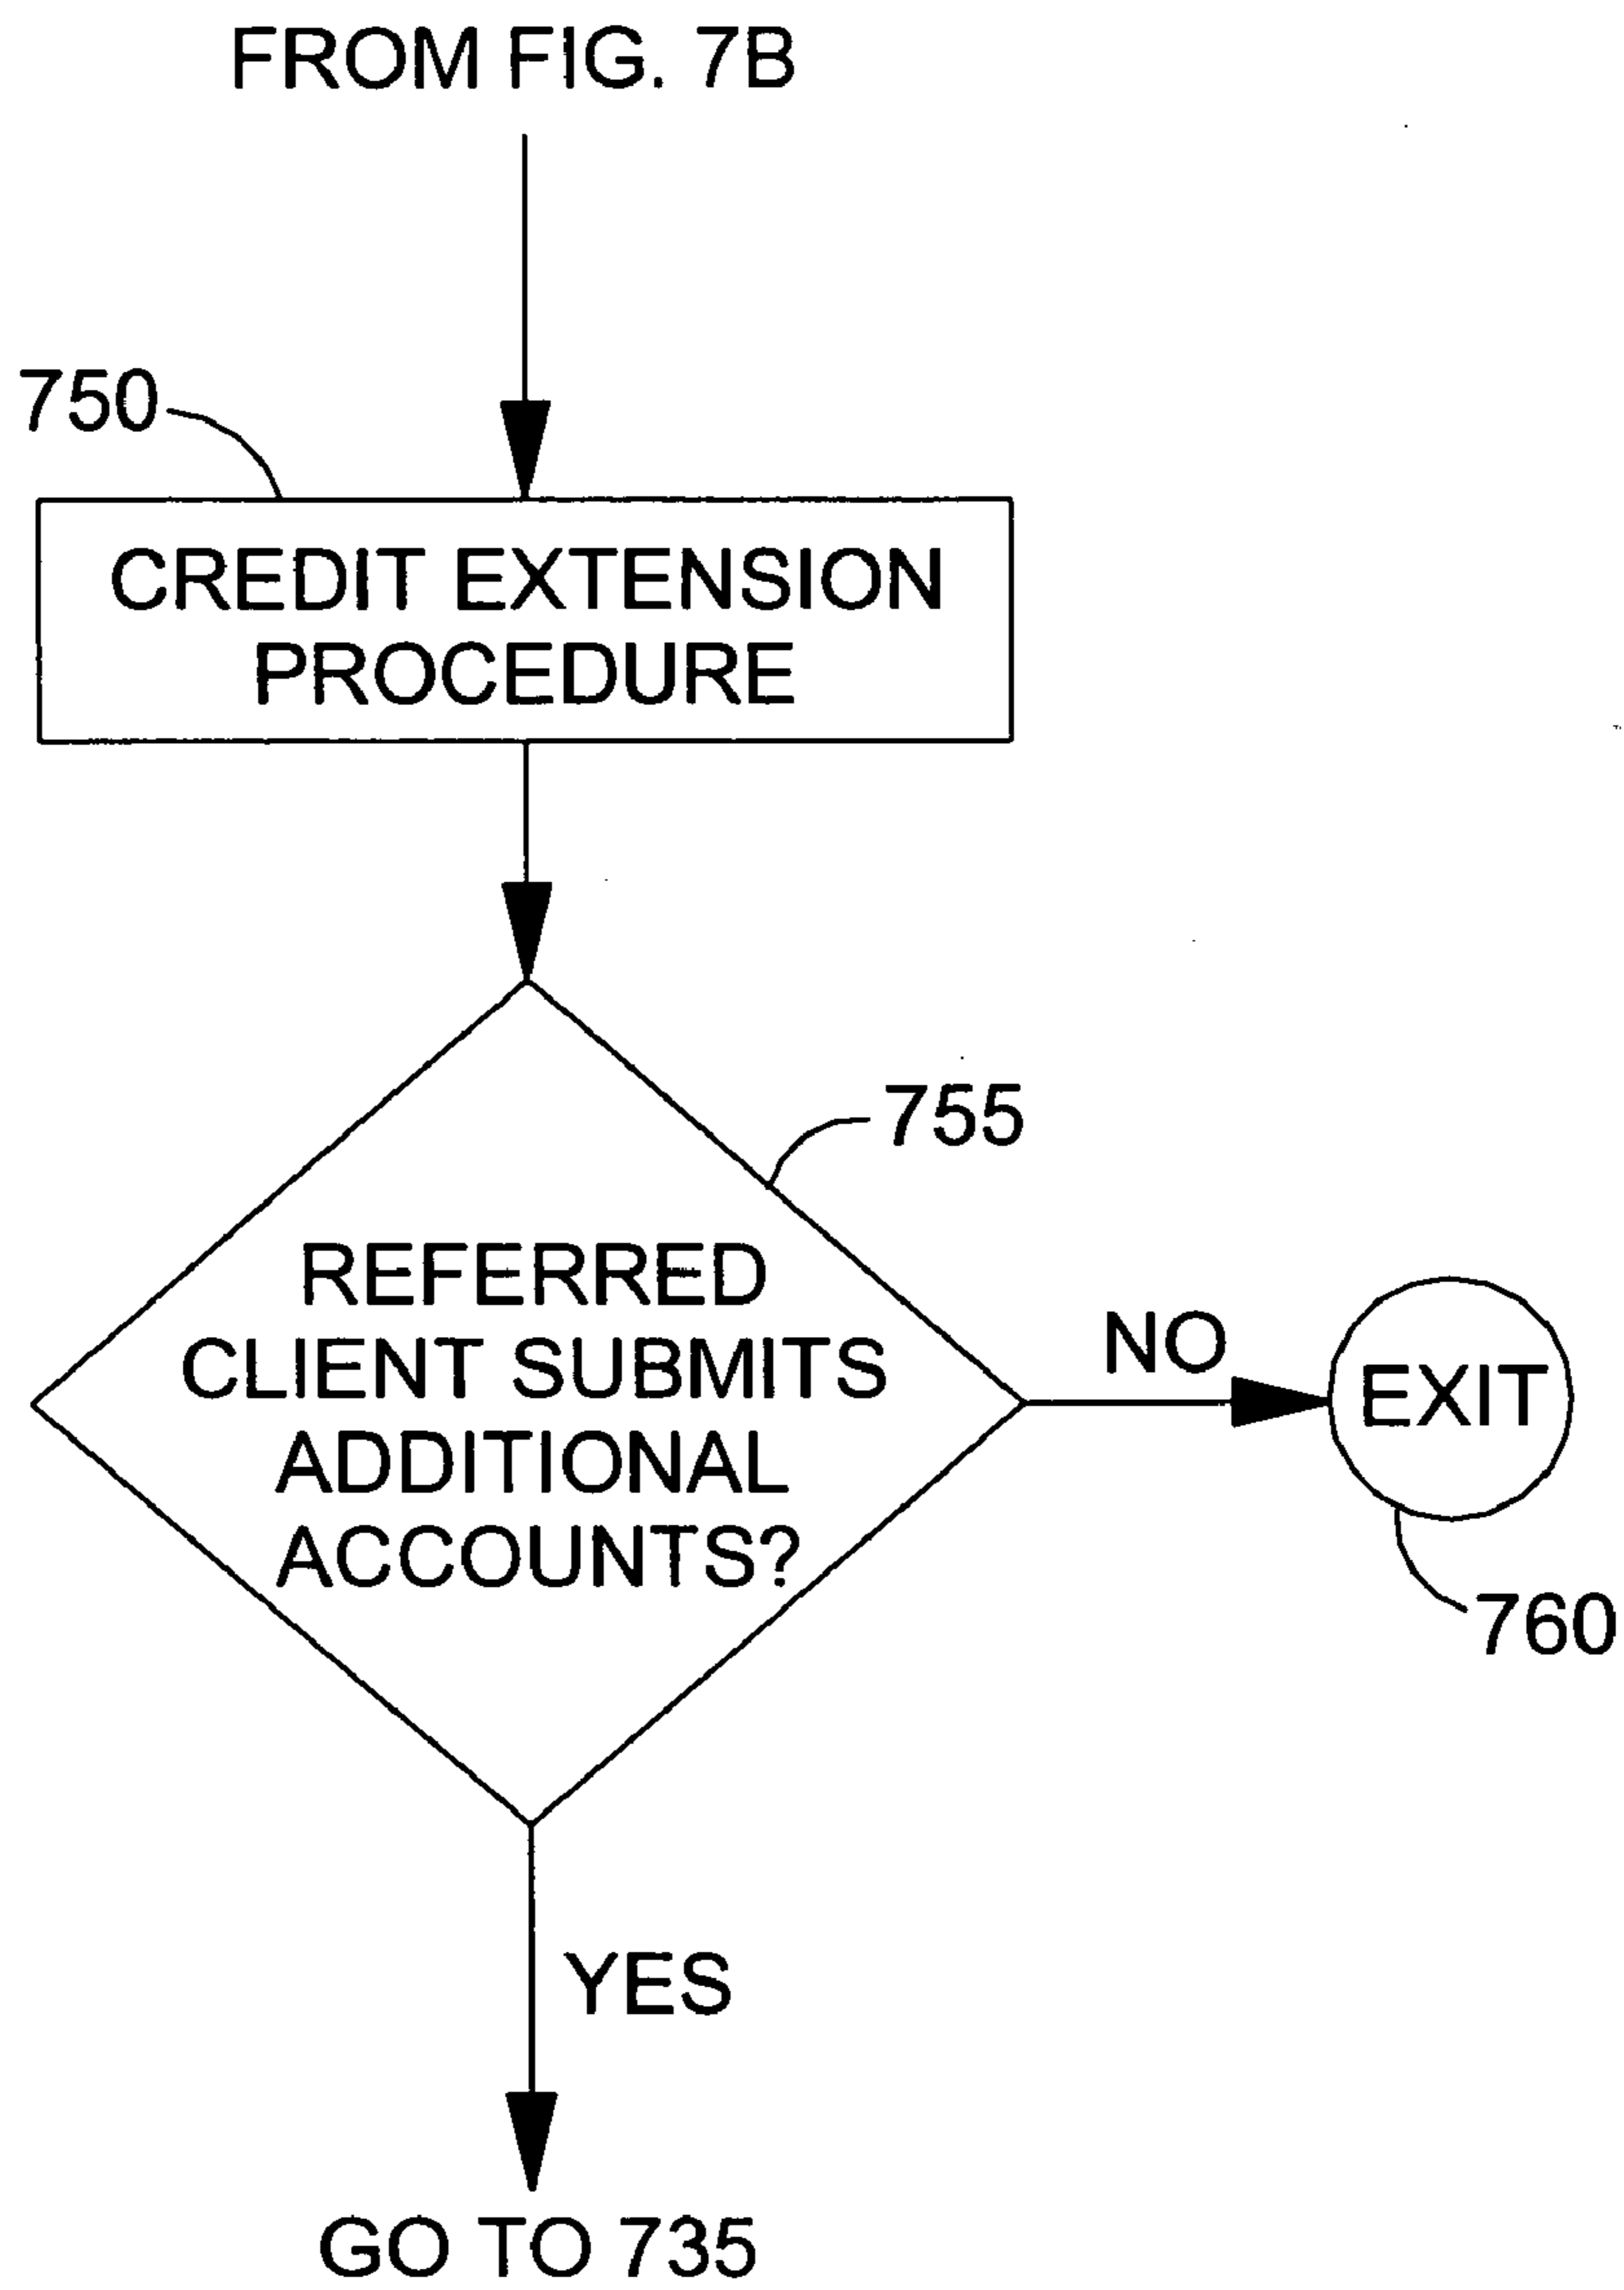 FROM FIG. 7B
750
CREDIT EXTENSION
PROCEDURE
755
REFERRED
CLIENT SUBMITS
ADDITIONAL
ACCOUNTS?
NO
EXIT
760
YES
GO TO 735